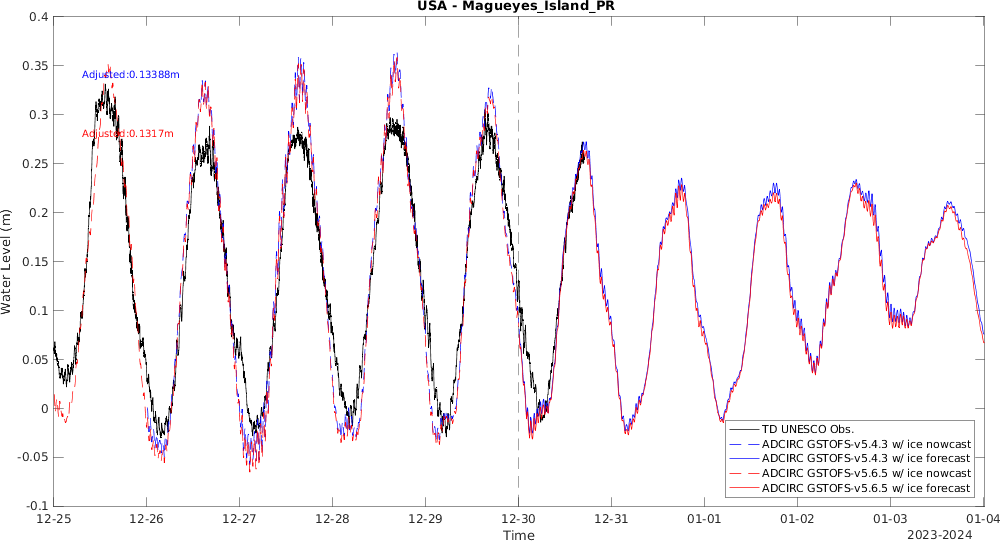 USA - Magueyes_Island_PR
Water Level (m)
0.4
0.35
0.3
0.25
0.2
0.15
0.1
0.05
0
-0.05
-0.1
Adjusted:0.13388m
Adjusted:0.1317m
TD UNESCO Obs.
ADCIRC GSTOFS-v5.4.3 w/ ice nowcast
ADCIRC GSTOFS-v5.4.3 w/ ice forecast
ADCIRC GSTOFS-v5.6.5 w/ ice nowcast
ADCIRC GSTOFS-v5.6.5 w/ ice forecast
12-25 12-26 12-27 12-28 12-29 12-30 12-31 01-01 01-02 01-03 01-04
Time
2023-2024